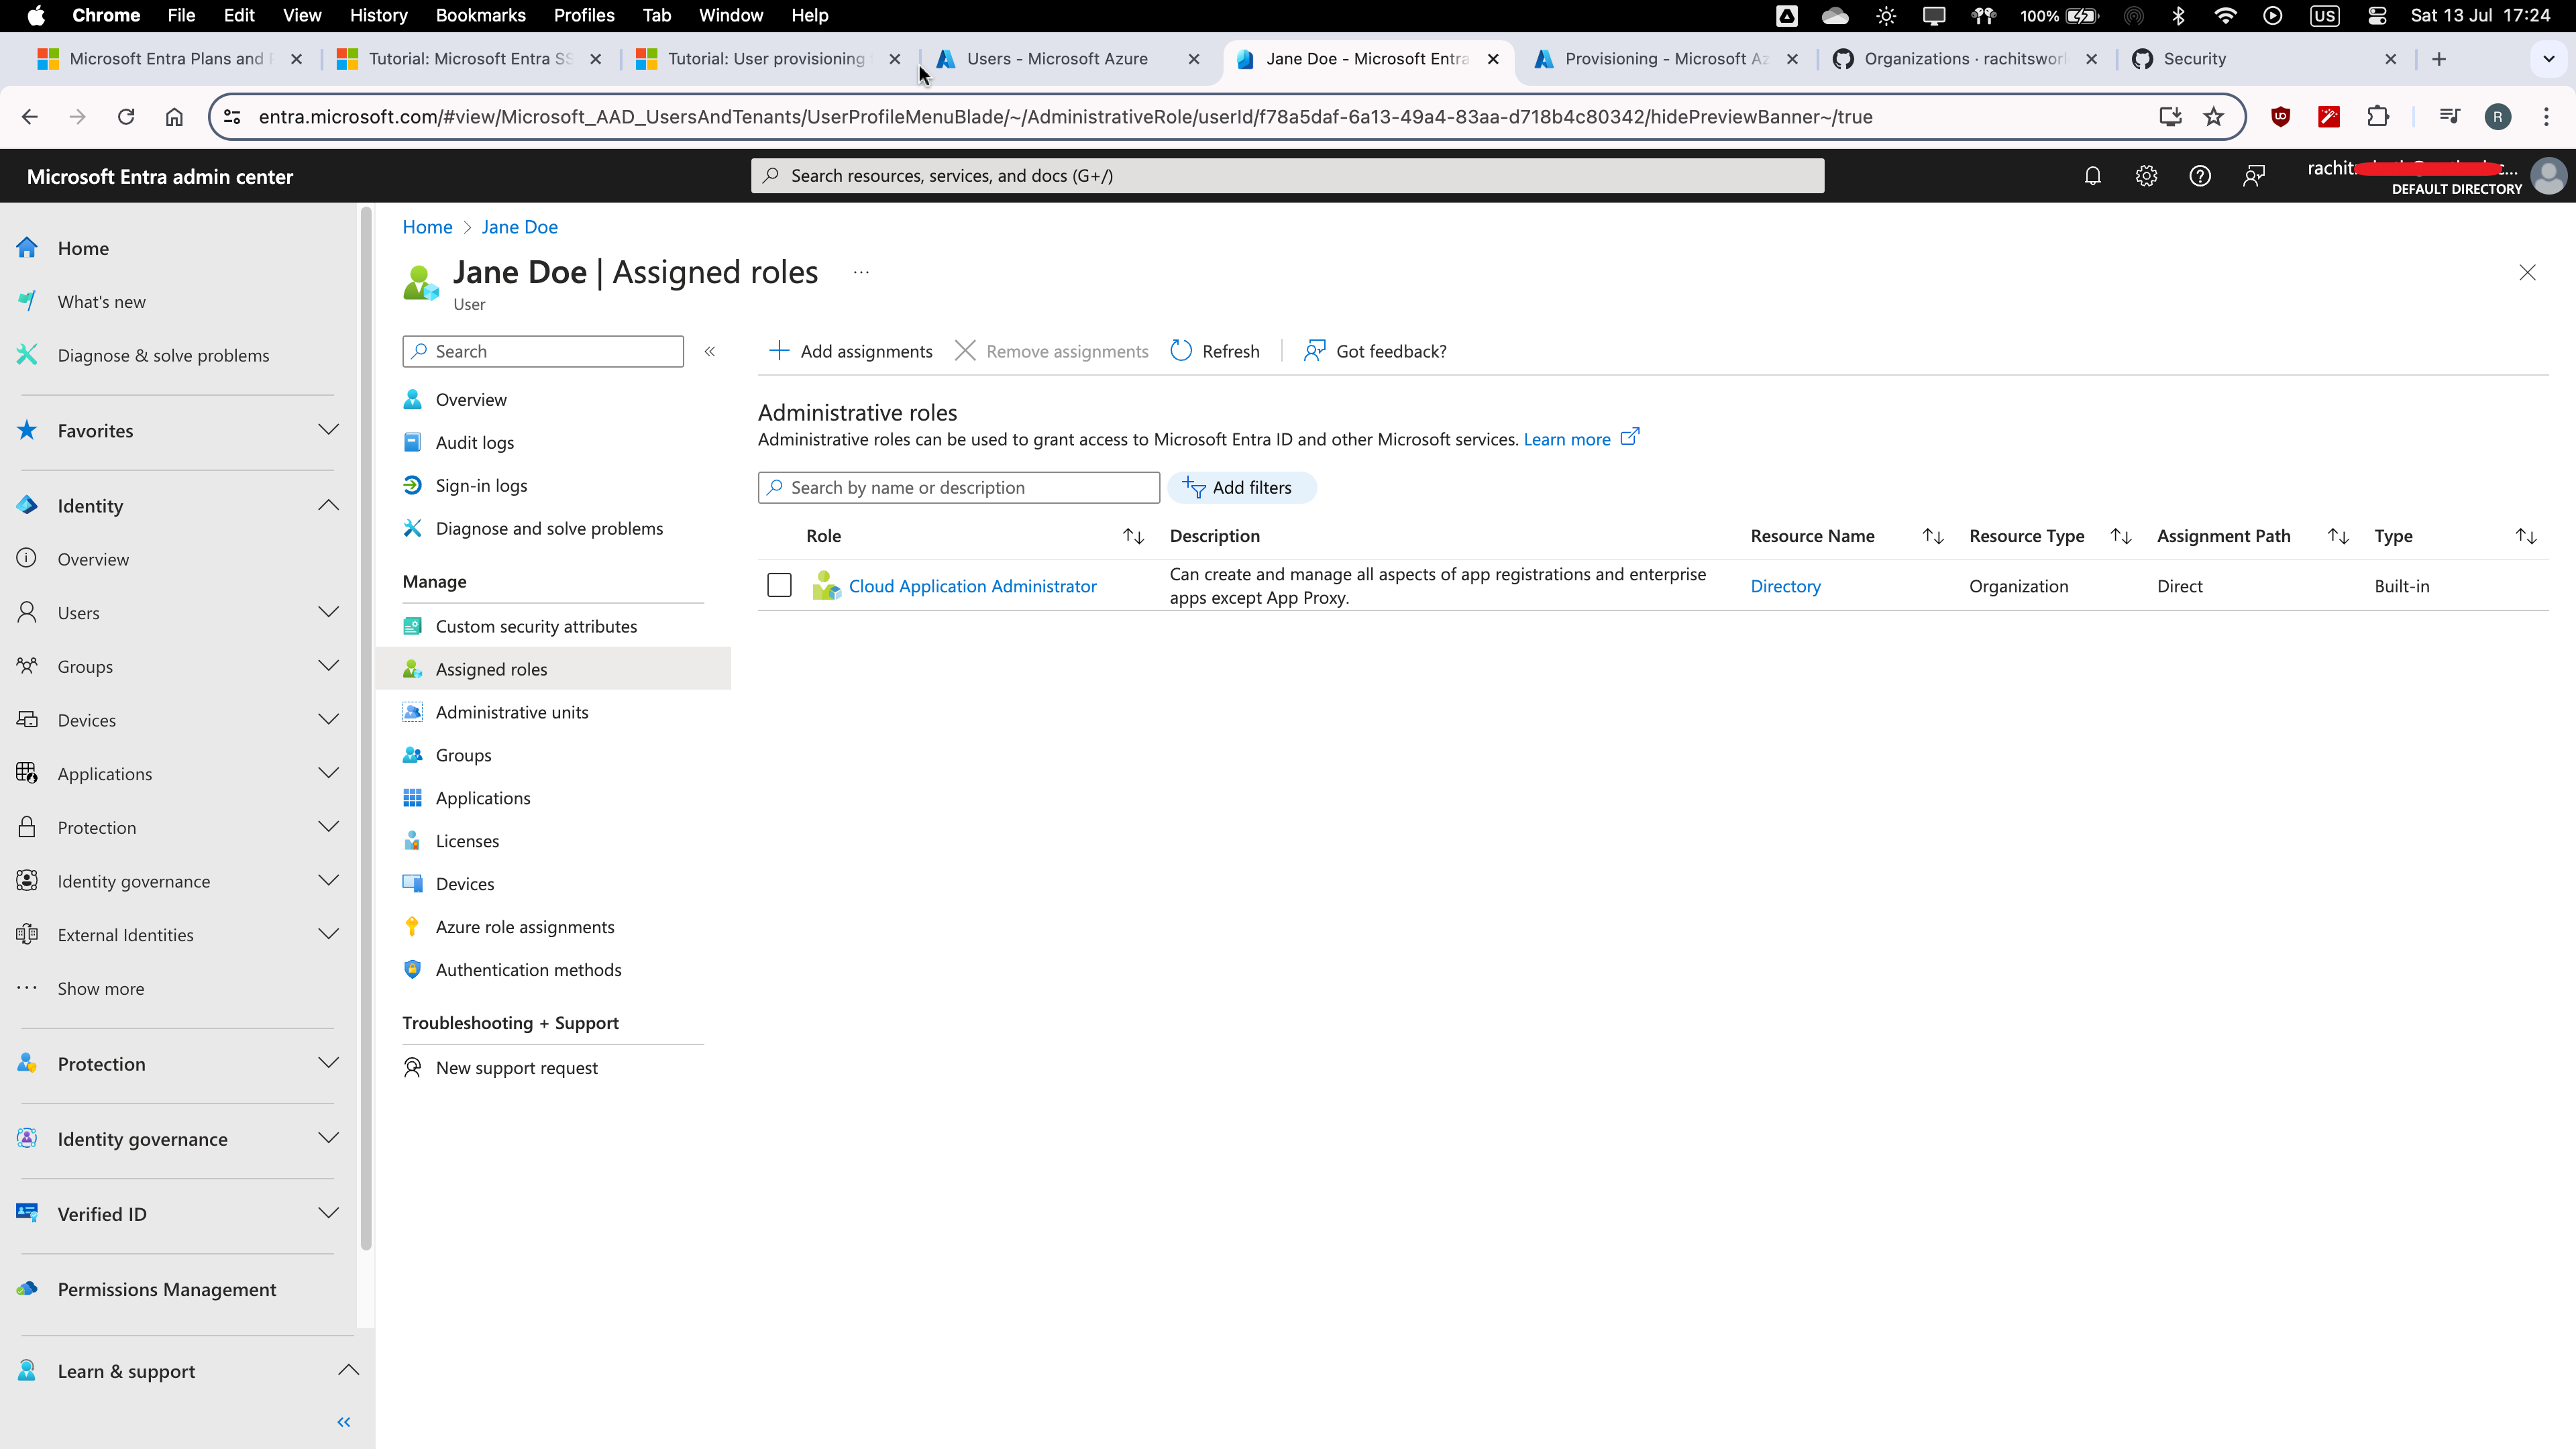 Chrome File Edit View History Bookmarks Profiles Tab Window Help 100% US Sat 13 Jul 17:24
Microsoft Entra Plans and Tutorial: Microsoft Entra SS Tutorial: User provisioning Users - Microsoft Azure Jane Doe - Microsoft Entra Provisioning - Microsoft Az Organizations · rachitswor Security
entra.microsoft.com/#view/Microsoft_AAD_UsersAndTenants/UserProfileMenuBlade/~/AdministrativeRole/userId/f78a5daf-6a13-49a4-83aa-d718b4c80342/hidePreviewBanner~/true
R
Microsoft Entra admin center
Search resources, services, and docs (G+/)
rachit
DEFAULT DIRECTORY
Home
What's new
Diagnose & solve problems
Favorites
Identity
Overview
Users
Groups
Devices
Applications
Protection
Identity governance
External Identities
Show more
Protection
Identity governance
Verified ID
Permissions Management
Learn & support
Home > Jane Doe
Jane Doe | Assigned roles ...
User
Search
Overview
Audit logs
Sign-in logs
Diagnose and solve problems
Manage
Custom security attributes
Assigned roles
Administrative units
Groups
Applications
Licenses
Devices
Azure role assignments
Authentication methods
Troubleshooting + Support
New support request
Add assignments Remove assignments Refresh Got feedback?
Administrative roles
Administrative roles can be used to grant access to Microsoft Entra ID and other Microsoft services. Learn more
Search by name or description Add filters
Role Description Resource Name Resource Type Assignment Path Type
Cloud Application Administrator Can create and manage all aspects of app registrations and enterprise apps except App Proxy. Directory Organization Direct Built-in